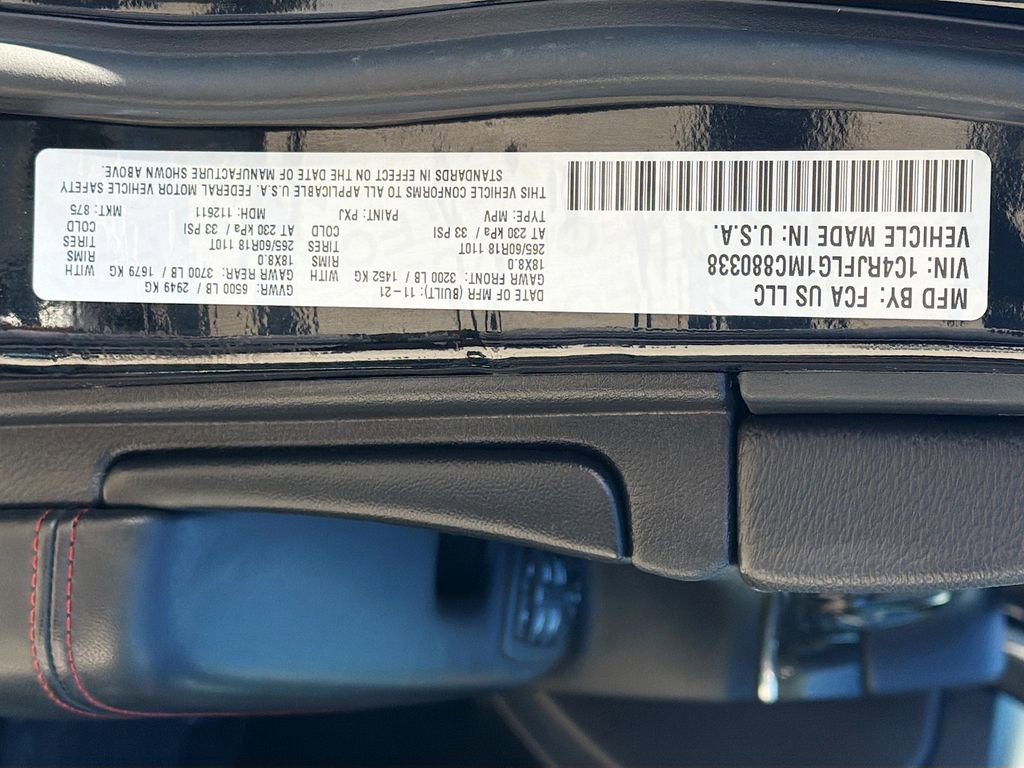 MFD BY: FCA US LLC
VIN: 1C4RJFLG1MC880338
VEHICLE MADE IN: U.S.A.
DATE OF MFR (BUILT): 11-21
GVWR: 6500 LB / 2949 KG
GAWR FRONT: 3200 LB / 1452 KG WITH
18X8.0 RIMS
265/60R18 110T TIRES
AT 230 kPa / 33 PSI COLD
GAWR REAR: 3700 LB / 1679 KG WITH
18X8.0 RIMS
265/60R18 110T TIRES
AT 230 kPa / 33 PSI COLD
TYPE: MPV PAINT: PXJ MDH: 112611 MKT: 875
THIS VEHICLE CONFORMS TO ALL APPLICABLE U.S.A. FEDERAL MOTOR VEHICLE SAFETY
STANDARDS IN EFFECT ON THE DATE OF MANUFACTURE SHOWN ABOVE.